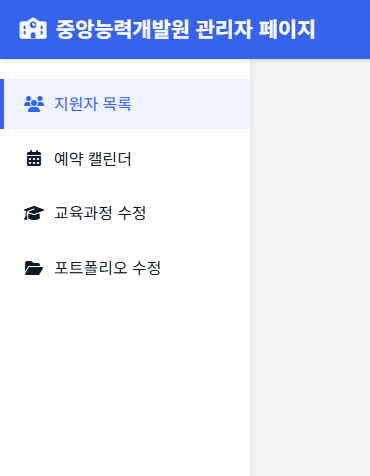 중앙능력개발원 관리자 페이지
지원자 목록
예약 캘린더
교육과정 수정
포트폴리오 수정